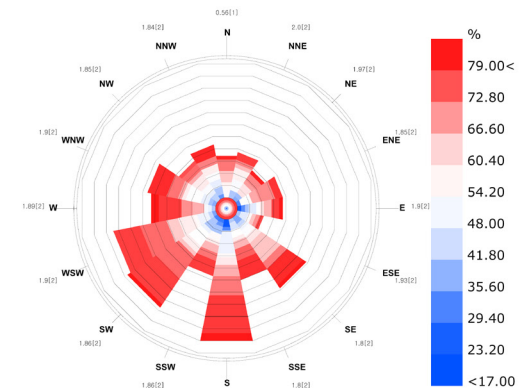 0.56[1]
N
2.0[2]
NNE
1.97[2]
NE
1.85[2]
ENE
1.9[2]
E
1.93[2]
ESE
1.8[2]
SE
1.8[2]
SSE
S
1.86[2]
SSW
1.86[2]
SW
1.9[2]
WSW
1.89[2]
W
1.9[2]
WNW
1.85[2]
NW
1.84[2]
NNW
%
79.00<
72.80
66.60
60.40
54.20
48.00
41.80
35.60
29.40
23.20
<17.00